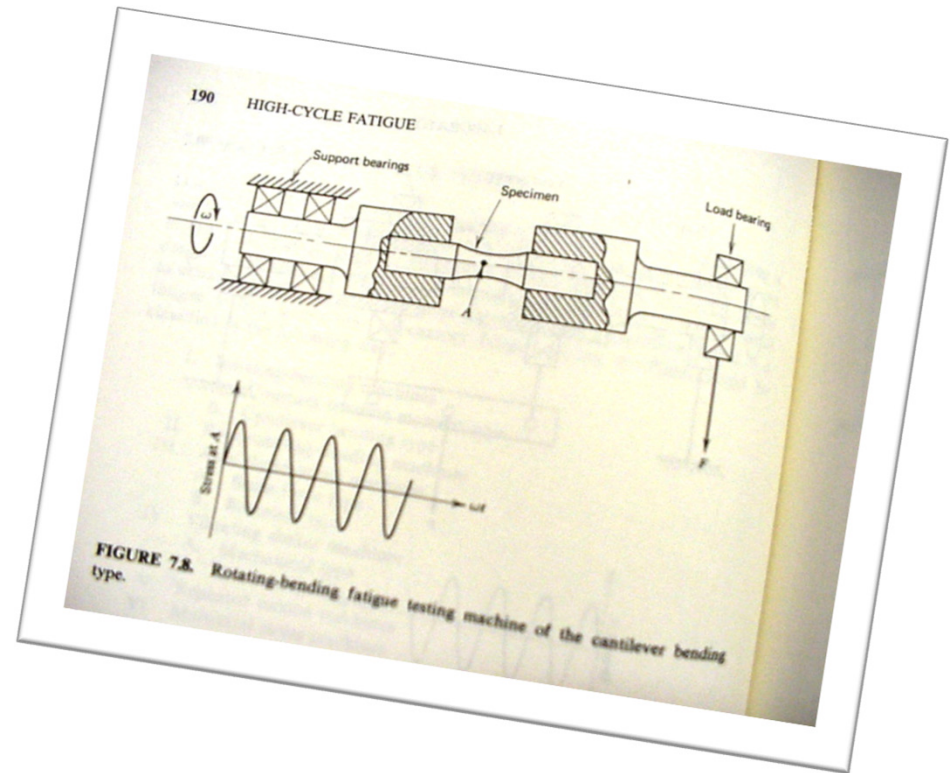 190 HIGH-CYCLE FATIGUE
Support bearings
Specimen
Load bearing
ω
A
F
Stress at A
ωt
FIGURE 7.8. Rotating-bending fatigue testing machine of the cantilever bending
type.